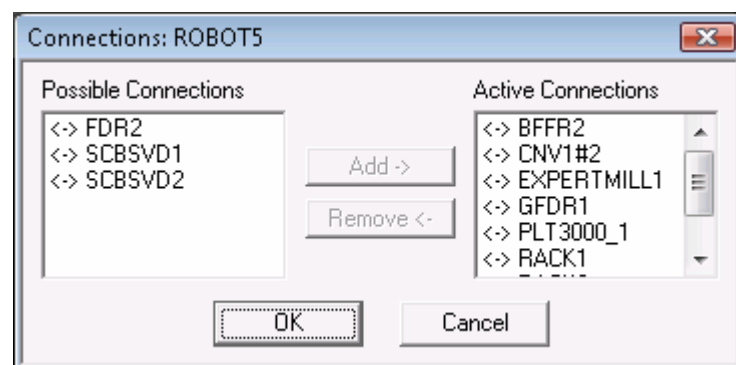 Connections: ROBOT5
Possible Connections
<-> FDR2
<-> SCBSVD1
<-> SCBSVD2
Add ->
Remove <-
Active Connections
<-> BFFR2
<-> CNV1#2
<-> EXPERTMILL1
<-> GFDR1
<-> PLT3000_1
<-> RACK1
OK
Cancel